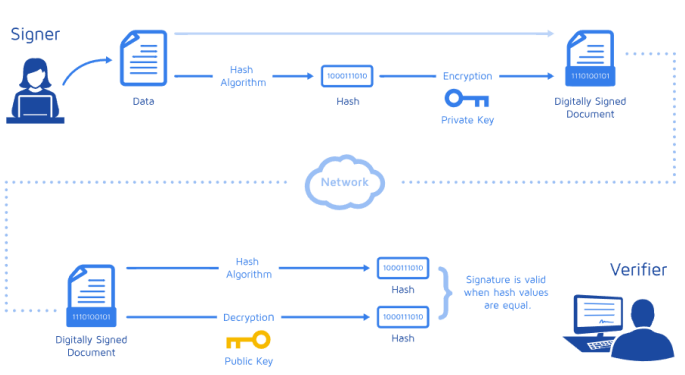 Signer
Hash
Algorithm
1000111010
Encryption
1110100101
Data
Hash
Private Key
Digitally Signed
Document
Network
Hash
Algorithm
1000111010
Hash
Signature is valid
when hash values
are equal.
Verifier
1110100101
Decryption
1000111010
Digitally Signed
Document
Public Key
Hash